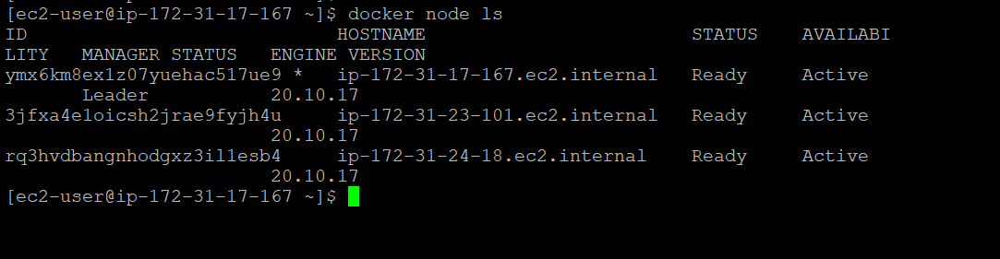 [ec2-user@ip-172-31-17-167 ~]$ docker node ls
ID                            HOSTNAME                        STATUS    AVAILABI
LITY   MANAGER STATUS   ENGINE VERSION
ymx6km8ex1z07yuehac517ue9 *   ip-172-31-17-167.ec2.internal   Ready     Active
       Leader           20.10.17
3jfxa4e1oicsh2jrae9fyjh4u     ip-172-31-23-101.ec2.internal   Ready     Active
                        20.10.17
rq3hvdbangnhodgxz3il1esb4     ip-172-31-24-18.ec2.internal    Ready     Active
                        20.10.17
[ec2-user@ip-172-31-17-167 ~]$